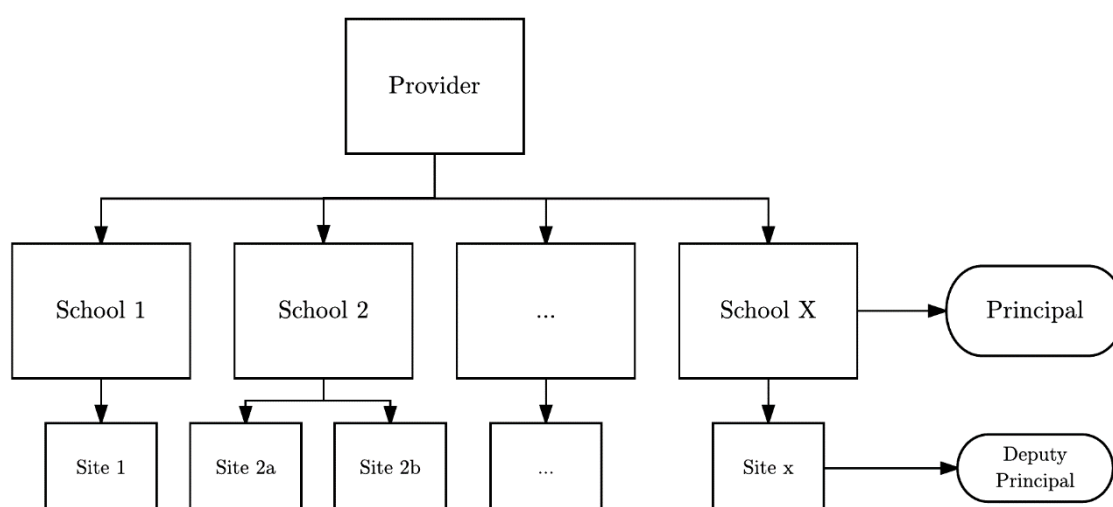 Provider
School 1
School 2
...
School X
Principal
Site 1
Site 2a
Site 2b
...
Site x
Deputy
Principal